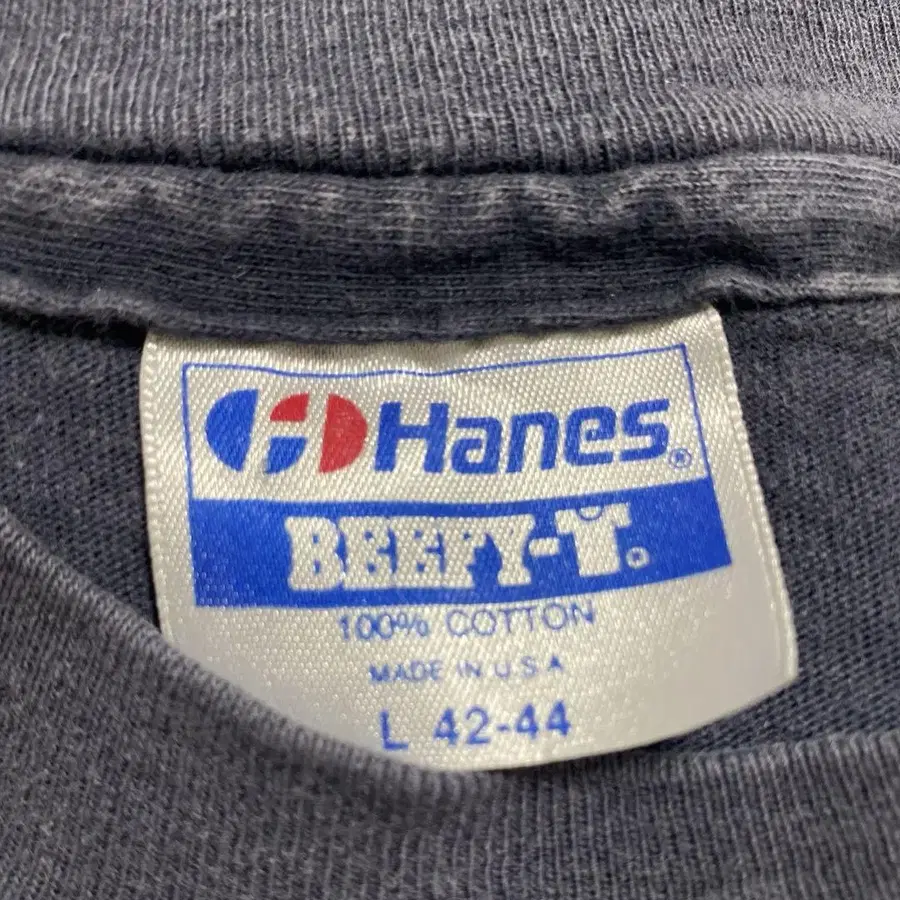 Hanes®
BEEFY-T®
100% COTTON
MADE IN U.S.A
L 42-44